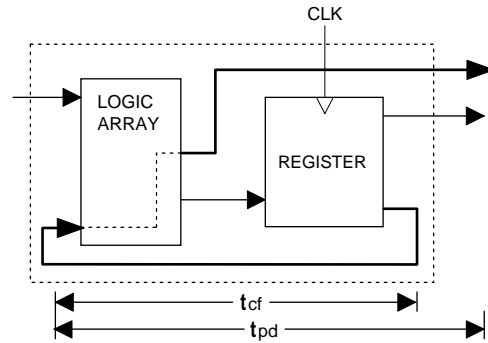 CLK
LOGIC
ARRAY
REGISTER
tcf
tpd